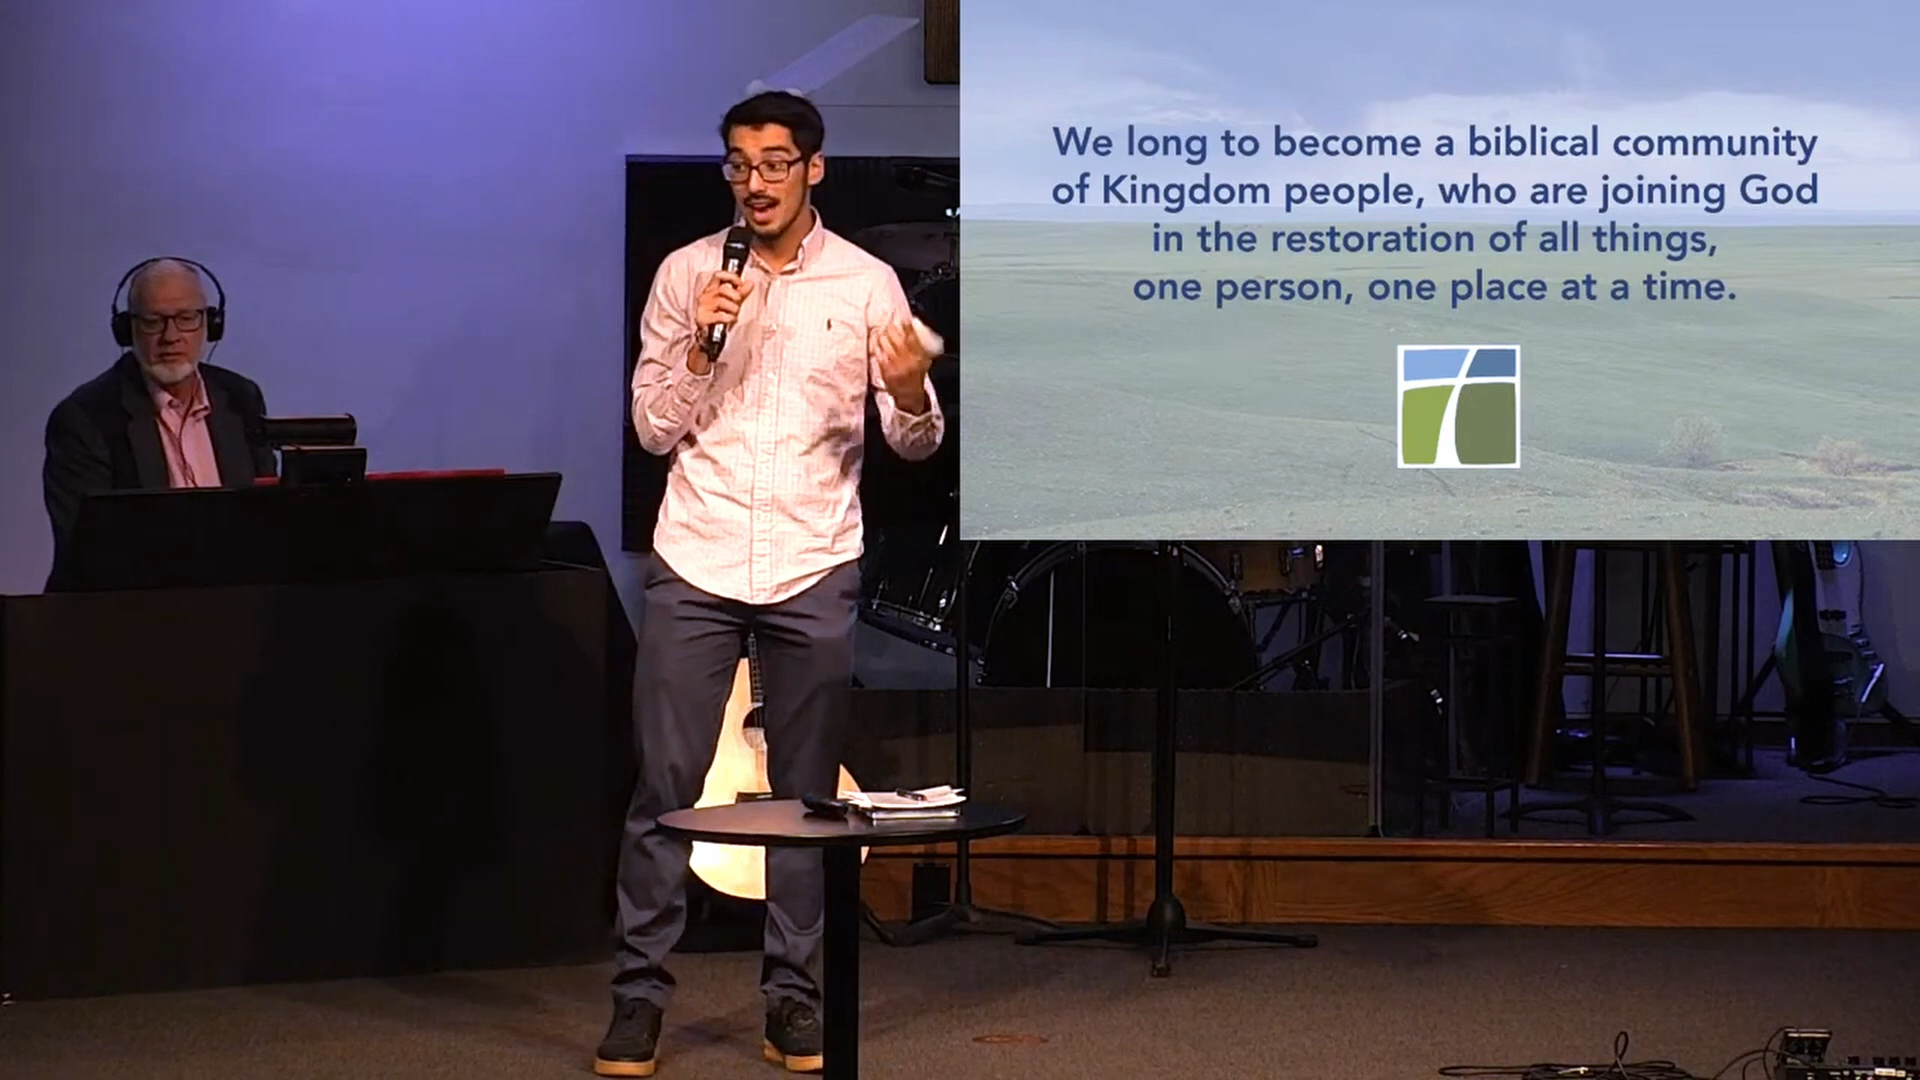 We long to become a biblical community
of Kingdom people, who are joining God
in the restoration of all things,
one person, one place at a time.